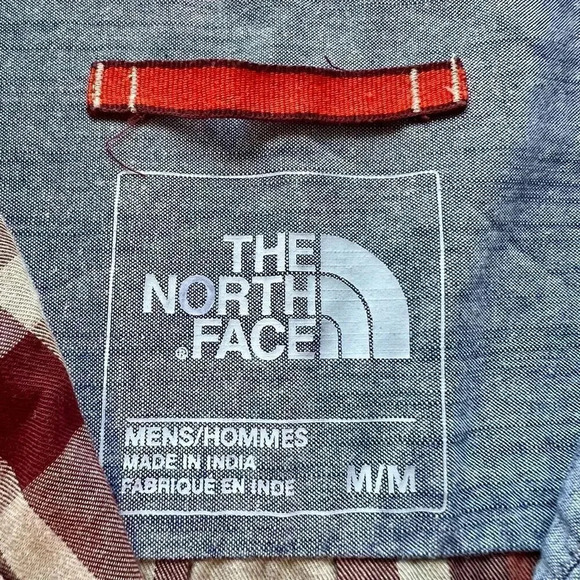 THE
NORTH
®FACE
MENS/HOMMES
MADE IN INDIA
FABRIQUE EN INDE
M/M